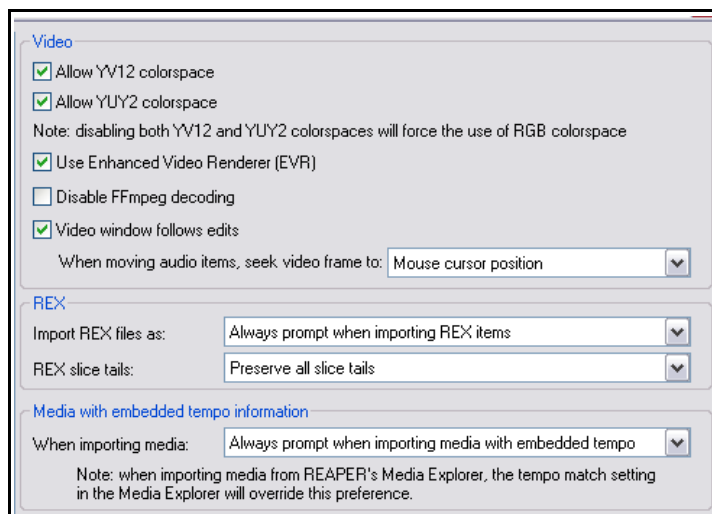 Video
Allow YV12 colorspace
Allow YUY2 colorspace
Note: disabling both YV12 and YUY2 colorspaces will force the use of RGB colorspace
Use Enhanced Video Renderer (EVR)
Disable FFmpeg decoding
Video window follows edits
When moving audio items, seek video frame to: Mouse cursor position
REX
Import REX files as: Always prompt when importing REX items
REX slice tails: Preserve all slice tails
Media with embedded tempo information
When importing media: Always prompt when importing media with embedded tempo
Note: when importing media from REAPER's Media Explorer, the tempo match setting
in the Media Explorer will override this preference.